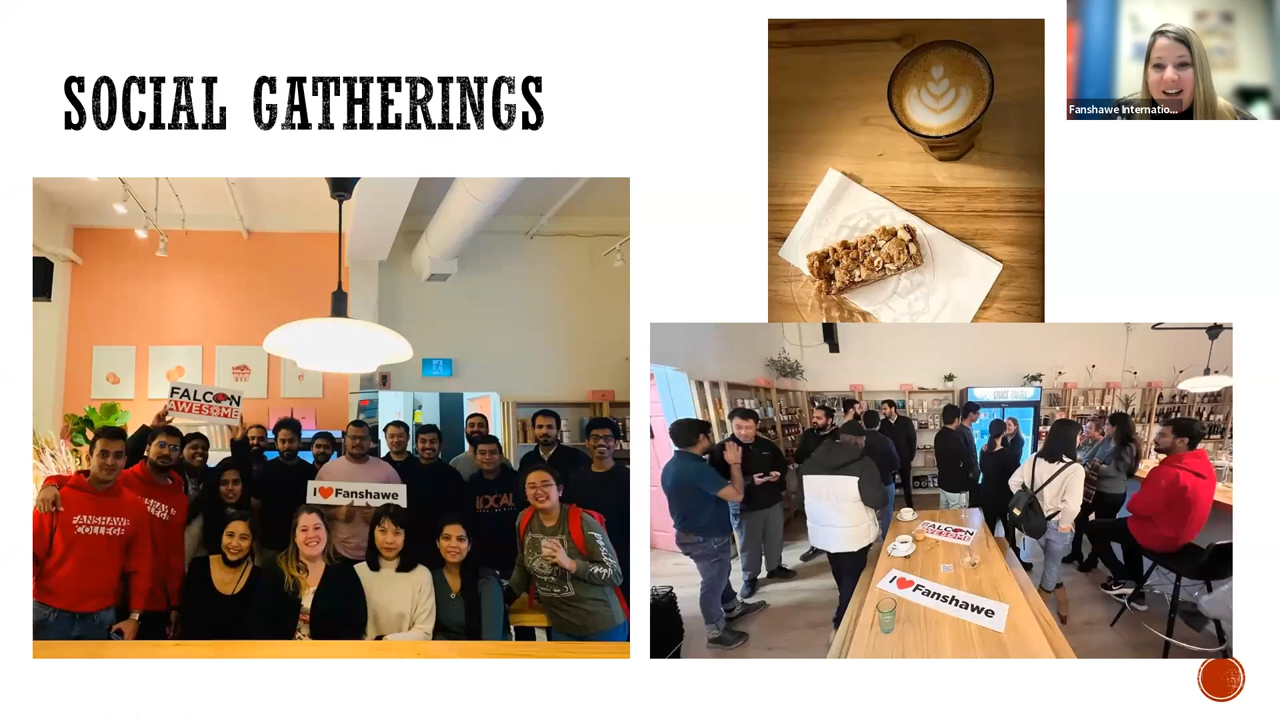 SOCIAL GATHERINGS
Fanshawe Internatio...
FALCON
AWESOME
I❤Fanshawe
FANSHAWE
COLLEGE
LOCAL
FALCON
AWESOME
I❤Fanshawe